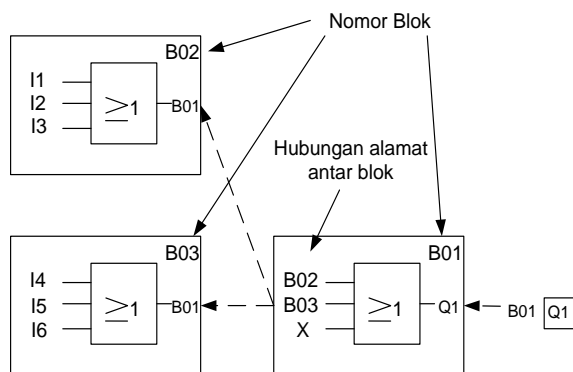 Nomor Blok
B02
I1
I2
I3
≥1
B01
Hubungan alamat
antar blok
B03
I4
I5
I6
≥1
B01
B01
B02
B03
X
≥1
Q1
B01 Q1